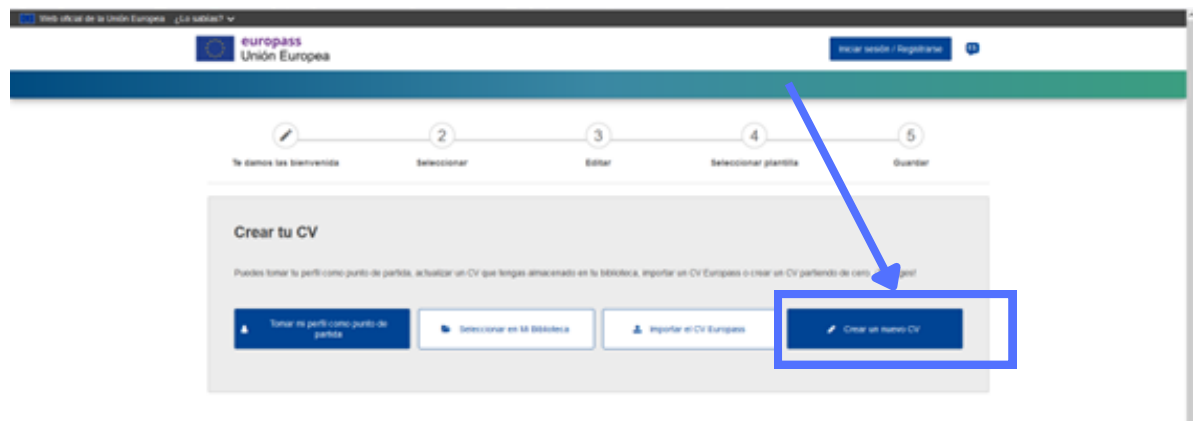 Web oficial de la Unión Europea ¿Lo sabías?
europass
Unión Europea
Iniciar sesión / Registrarse
2
3
4
5
Te damos las bienvenida
Seleccionar
Editar
Seleccionar plantilla
Guardar
Crear tu CV
Puedes tomar tu perfil como punto de partida, actualizar un CV que tengas almacenado en tu biblioteca, importar un CV Europass o crear un CV partiendo de cero.
Tomar mi perfil como punto de
partida
Seleccionar en Mi Biblioteca
Importar el CV Europass
Crear un nuevo CV